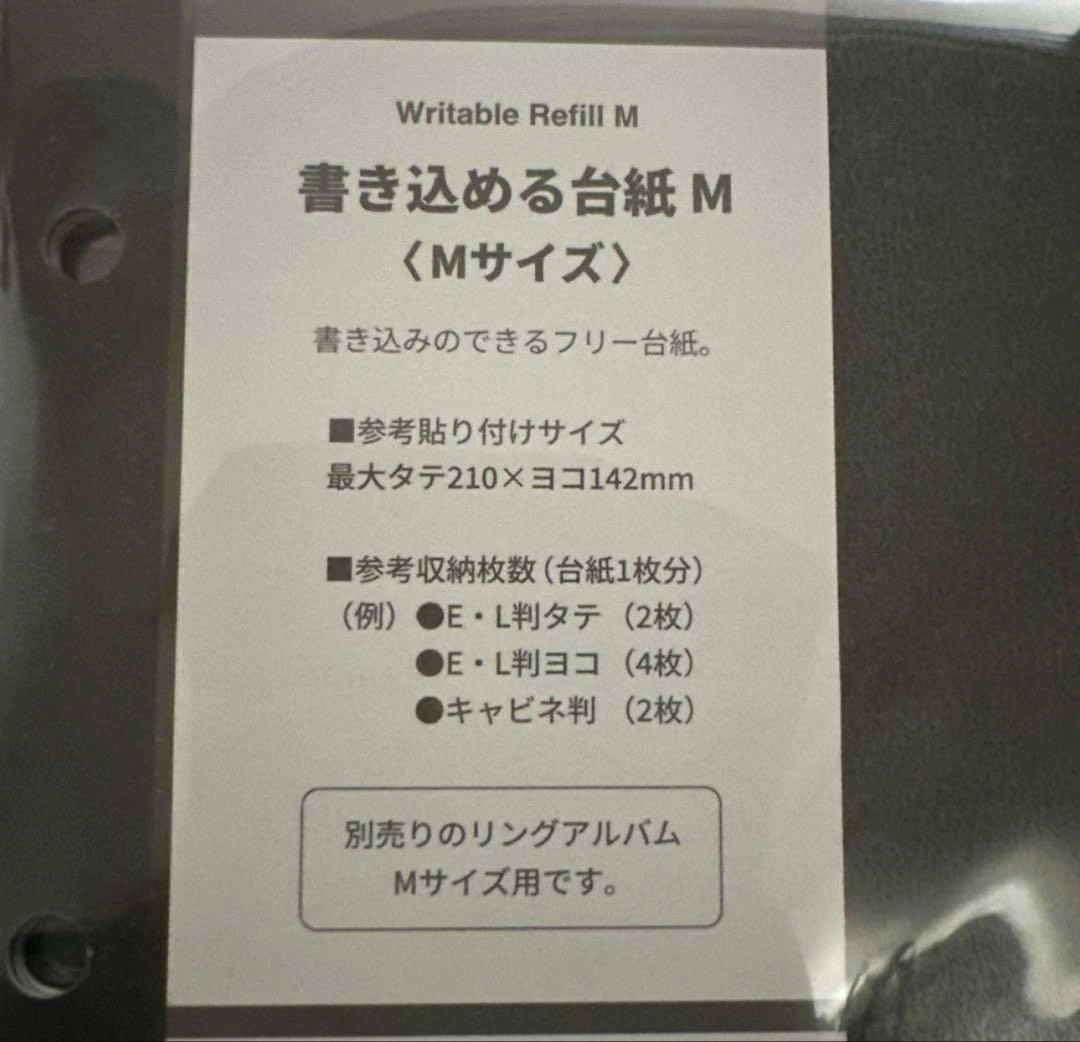 Writable Refill M
書き込める台紙 M
〈Mサイズ〉
書き込みのできるフリー台紙。
■参考貼り付けサイズ
最大タテ210×ヨコ142mm
■参考収納枚数（台紙1枚分）
（例）●E・L判タテ（2枚）
●E・L判ヨコ（4枚）
●キャビネ判（2枚）
別売りのリングアルバム
Mサイズ用です。